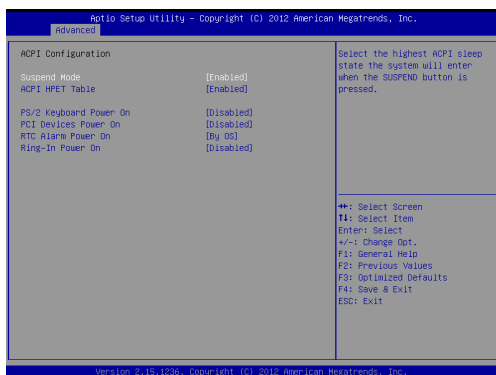 Aptio Setup Utility – Copyright (C) 2012 American Megatrends, Inc.
Advanced
ACPI Configuration
Suspend Mode [Enabled]
ACPI HPET Table [Enabled]
PS/2 Keyboard Power On [Disabled]
PCI Devices Power On [Disabled]
RTC Alarm Power On [By OS]
Ring-In Power On [Disabled]
Select the highest ACPI sleep
state the system will enter
when the SUSPEND button is
pressed.
→←: Select Screen
↑↓: Select Item
Enter: Select
+/-: Change Opt.
F1: General Help
F2: Previous Values
F3: Optimized Defaults
F4: Save & Exit
ESC: Exit
Version 2.15.1236. Copyright (C) 2012 American Megatrends, Inc.